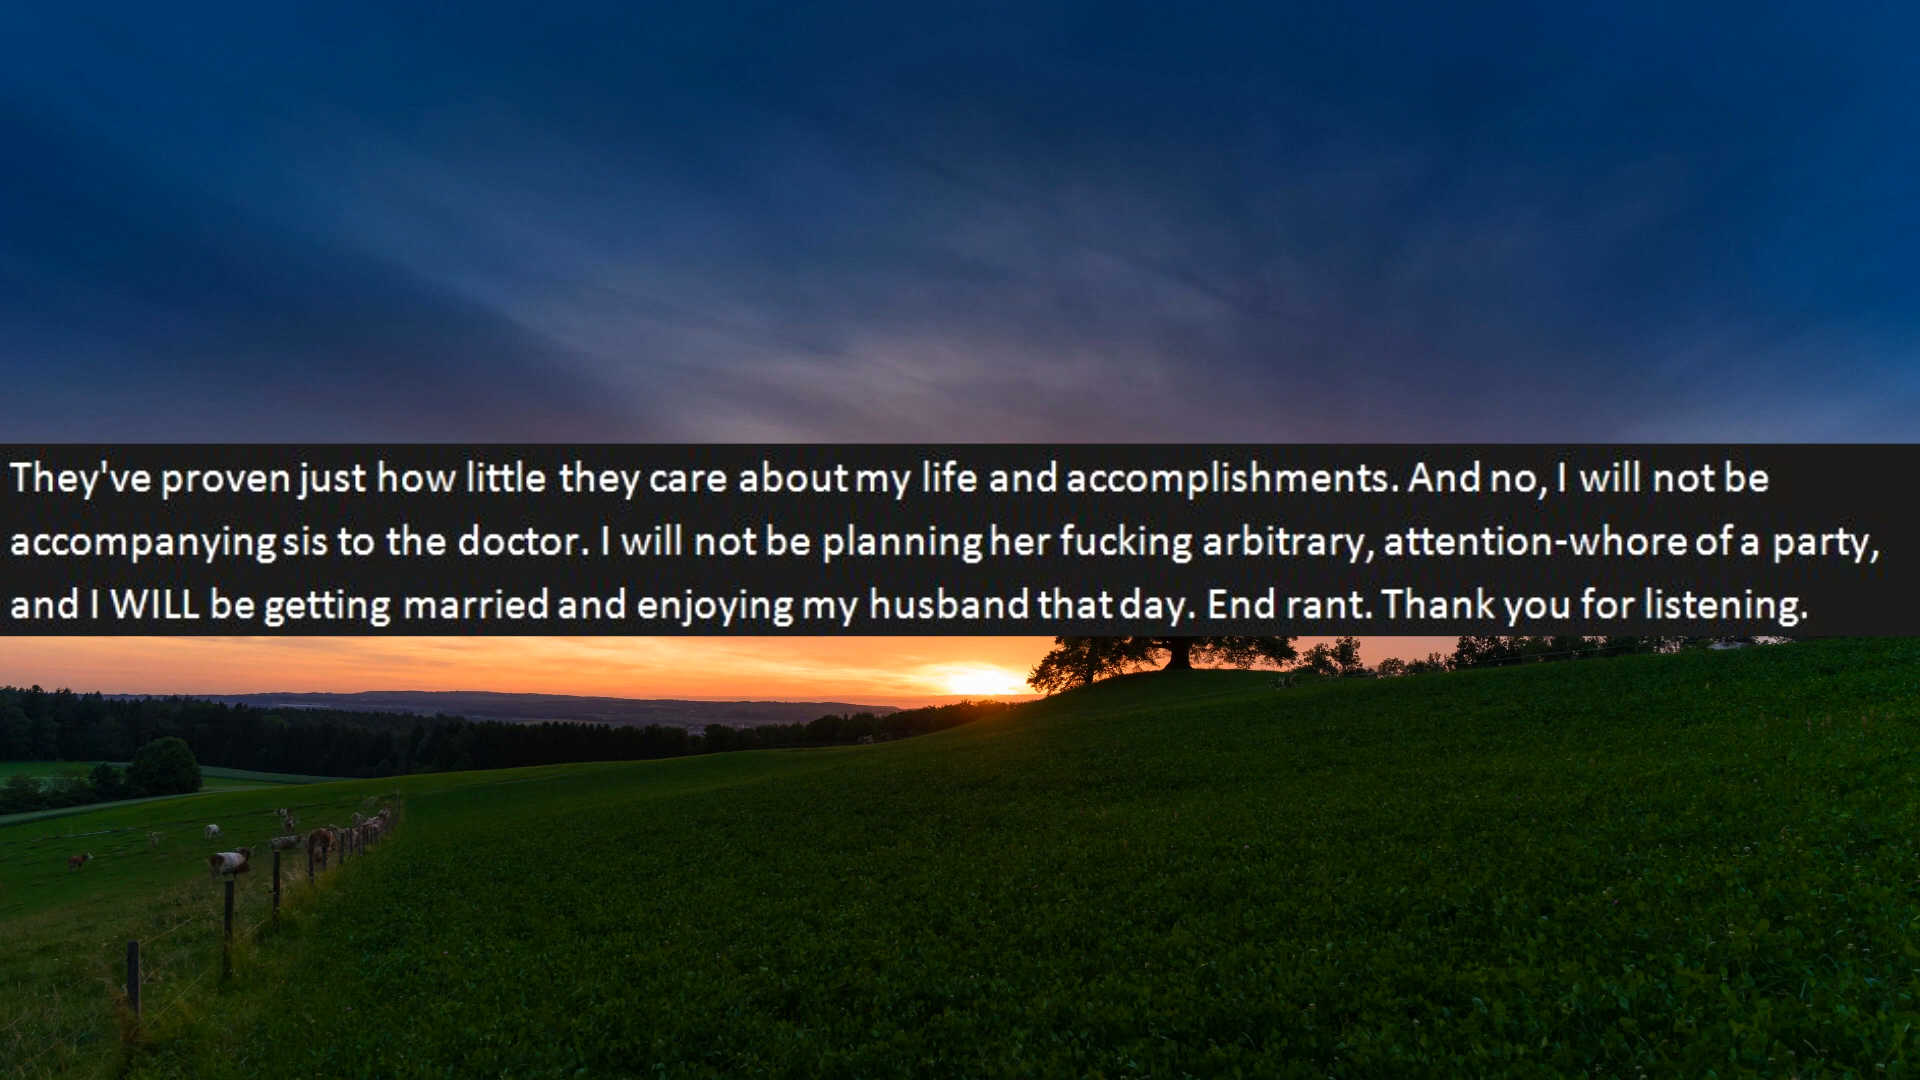 They've proven just how little they care about my life and accomplishments. And no, I will not be
accompanying sis to the doctor. I will not be planning her fucking arbitrary, attention-whore of a party,
and I WILL be getting married and enjoying my husband that day. End rant. Thank you for listening.